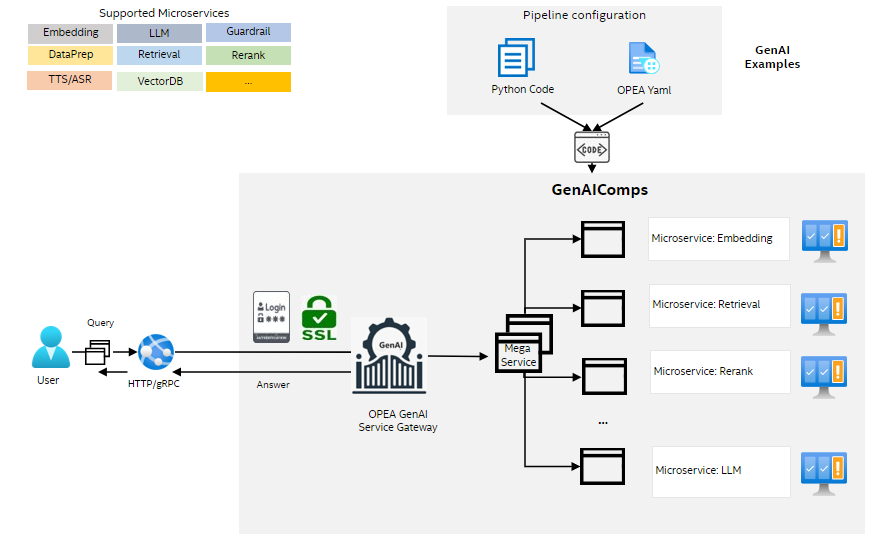 Supported Microservices
Embedding
LLM
Guardrail
DataPrep
Retrieval
Rerank
TTS/ASR
VectorDB
...
Pipeline configuration
Python Code
OPEA Yaml
GenAI
Examples
<CODE>
GenAIComps
Microservice: Embedding
Microservice: Retrieval
Microservice: Rerank
...
Microservice: LLM
Mega
Service
Login
SSL
GenAI
OPEA GenAI
Service Gateway
Query
User
HTTP/gRPC
Answer